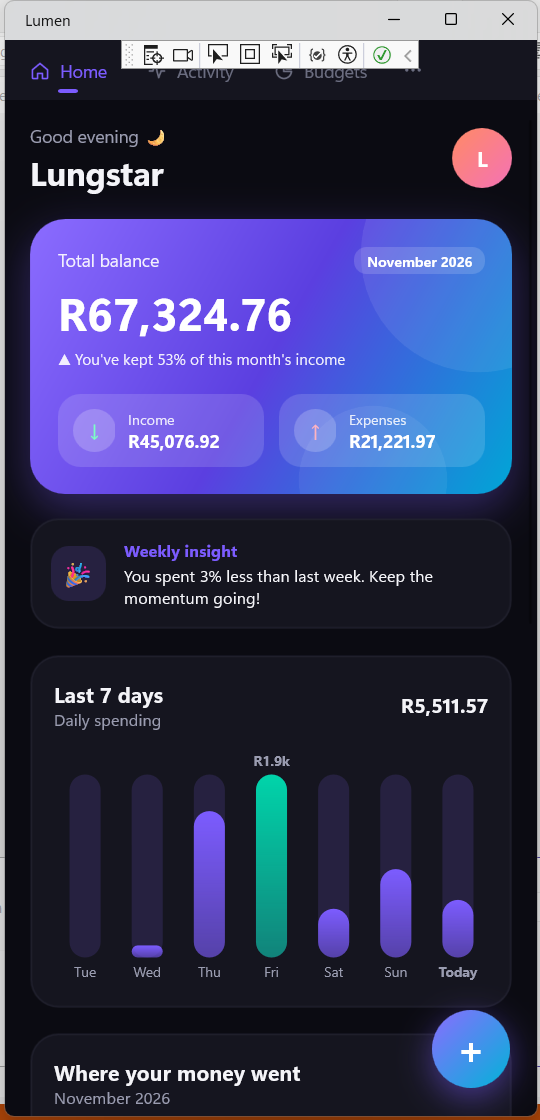 Lumen
Home
Activity
Budgets
Good evening 🌙
Lungstar
L
Total balance
November 2026
R67,324.76
▲ You've kept 53% of this month's income
Income
R45,076.92
Expenses
R21,221.97
Weekly insight
You spent 3% less than last week. Keep the
momentum going!
Last 7 days
Daily spending
R5,511.57
R1.9k
Tue
Wed
Thu
Fri
Sat
Sun
Today
Where your money went
November 2026
+